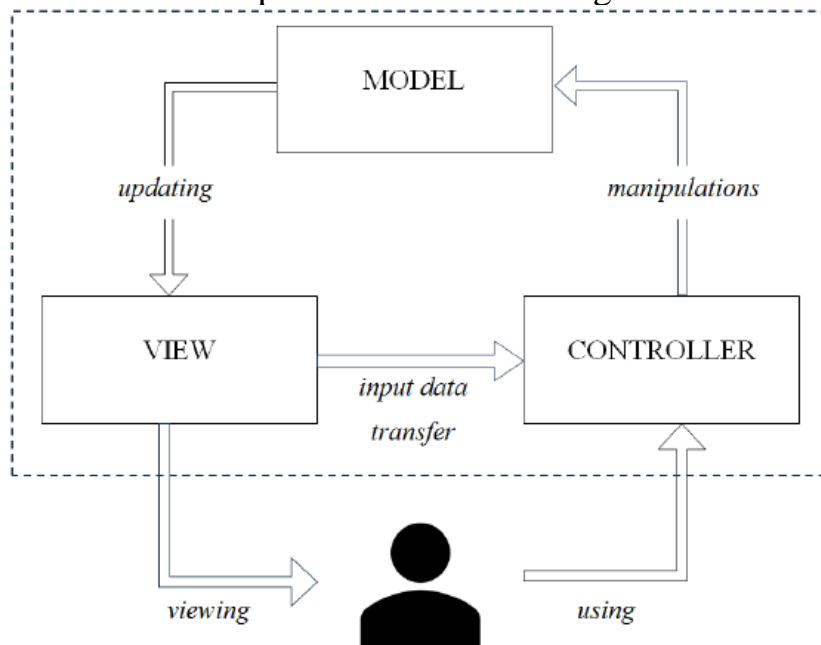 MODEL
updating
manipulations
VIEW
CONTROLLER
input data
transfer
viewing
using